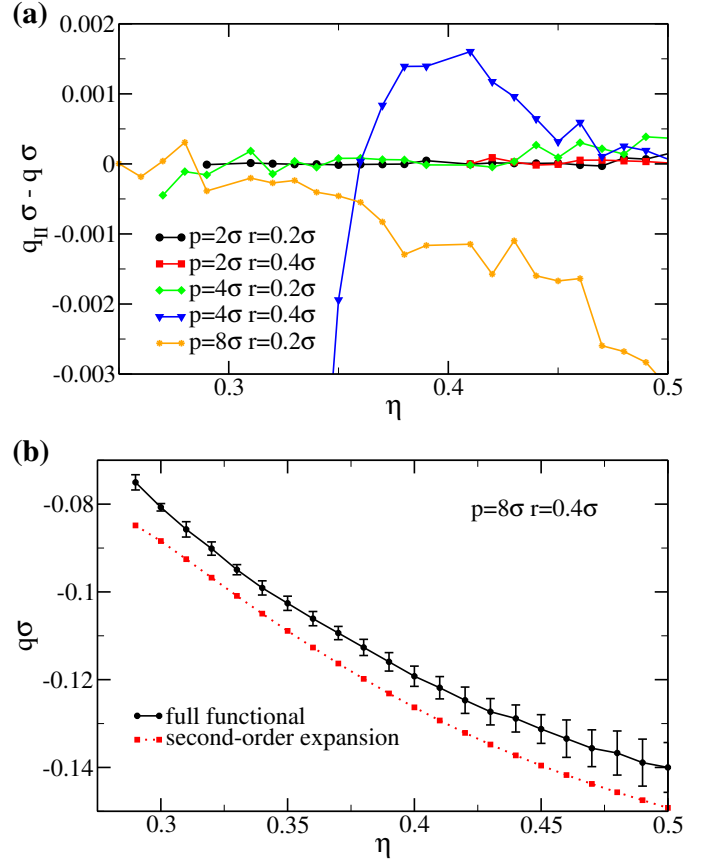 (a)
0.002
0.001
0
-0.001
-0.002
-0.003
q_II σ - q σ
p=2σ r=0.2σ
p=2σ r=0.4σ
p=4σ r=0.2σ
p=4σ r=0.4σ
p=8σ r=0.2σ
0.3 0.4 0.5
η
(b)
p=8σ r=0.4σ
-0.08
-0.1
-0.12
-0.14
qσ
full functional
second-order expansion
0.3 0.35 0.4 0.45 0.5
η